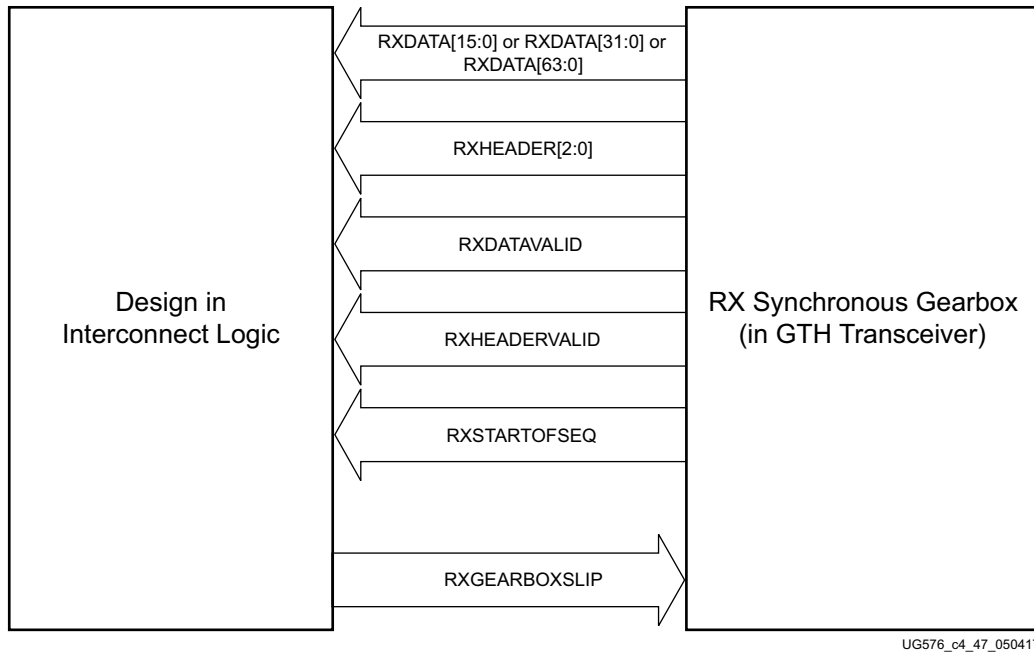 RXDATA[15:0] or RXDATA[31:0] or
RXDATA[63:0]
RXHEADER[2:0]
RXDATAVALID
Design in
Interconnect Logic
RX Synchronous Gearbox
(in GTH Transceiver)
RXHEADERVALID
RXSTARTOFSEQ
RXGEARBOXSLIP
UG576_c4_47_050417